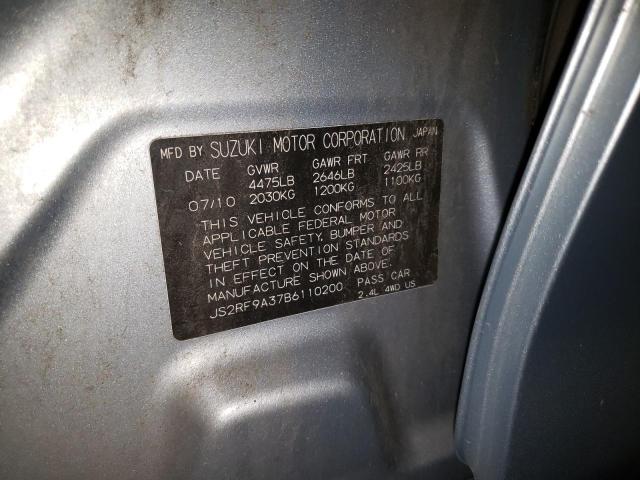 MFD BY SUZUKI MOTOR CORPORATION JAPAN
DATE GVWR GAWR FRT GAWR RR
4475LB 2646LB 2425LB
07/10 2030KG 1200KG 1100KG
THIS VEHICLE CONFORMS TO ALL
APPLICABLE FEDERAL MOTOR
VEHICLE SAFETY, BUMPER AND
THEFT PREVENTION STANDARDS
IN EFFECT ON THE DATE OF
MANUFACTURE SHOWN ABOVE.
JS2RF9A37B6110200 PASS CAR
2.4L 4WD US